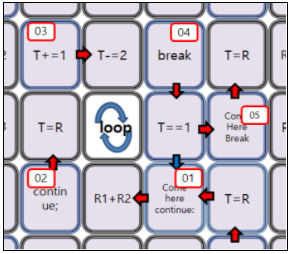 03
T+=1
T-=2
04
break
T=R
T=R
loop
T==1
05
Com
Here
Break
02
contin
ue;
R1+R2
01
Come
here
continue:
T=R